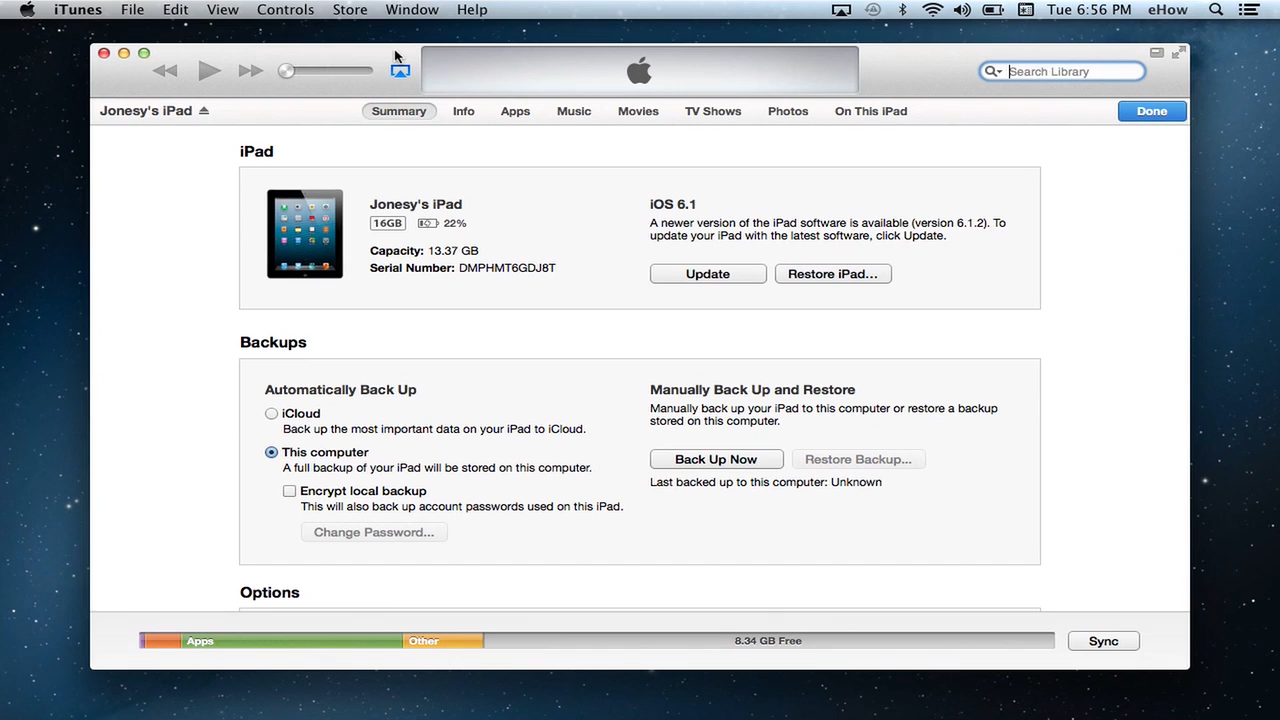 iTunes File Edit View Controls Store Window Help Tue 6:56 PM eHow
Search Library
Jonesy's iPad Summary Info Apps Music Movies TV Shows Photos On This iPad Done
iPad
Jonesy's iPad
16GB 22%
Capacity: 13.37 GB
Serial Number: DMPHMT6GDJ8T
iOS 6.1
A newer version of the iPad software is available (version 6.1.2). To
update your iPad with the latest software, click Update.
Update Restore iPad...
Backups
Automatically Back Up
iCloud
Back up the most important data on your iPad to iCloud.
This computer
A full backup of your iPad will be stored on this computer.
Encrypt local backup
This will also back up account passwords used on this iPad.
Change Password...
Manually Back Up and Restore
Manually back up your iPad to this computer or restore a backup
stored on this computer.
Back Up Now Restore Backup...
Last backed up to this computer: Unknown
Options
Apps Other 8.34 GB Free Sync